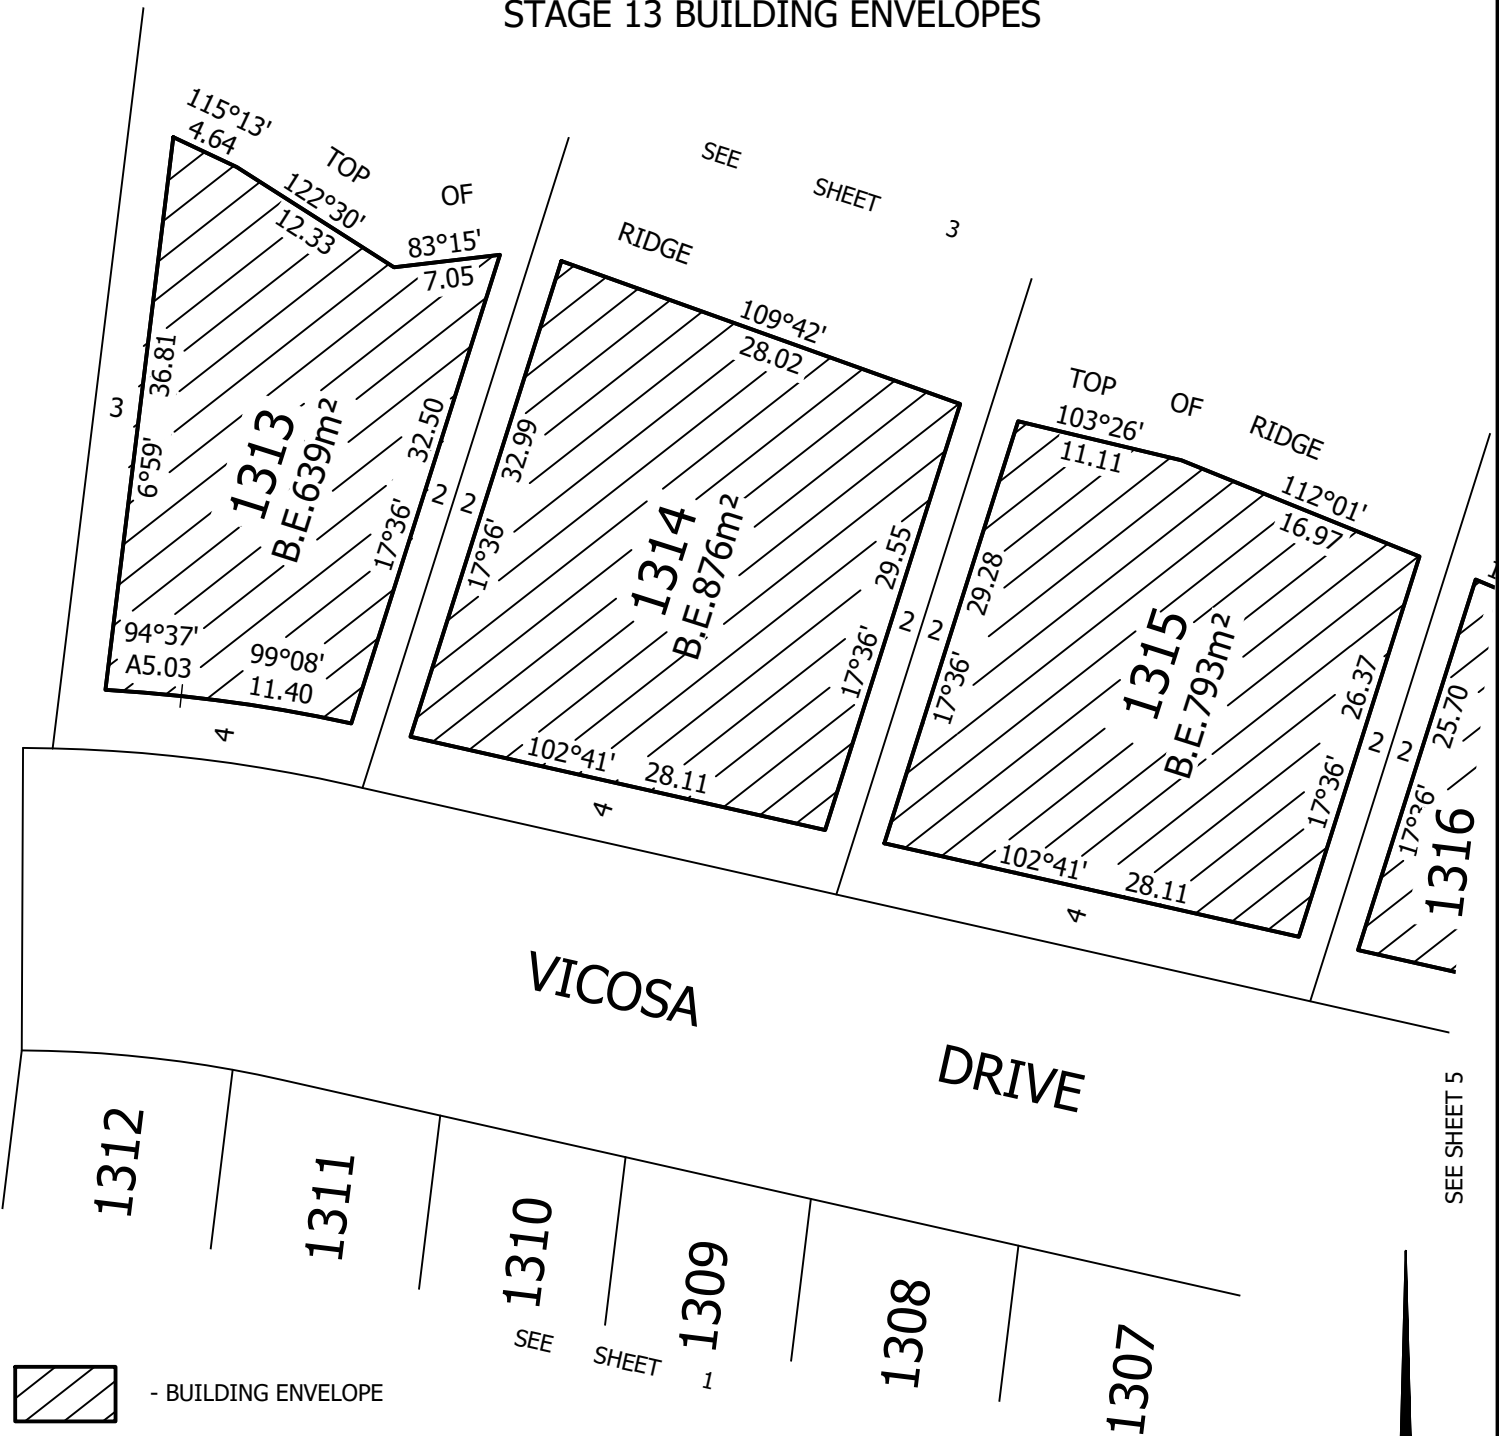 STAGE 13 BUILDING ENVELOPES
115°13'
4.64
TOP
OF
122°30'
12.33
83°15'
7.05
SEE
SHEET
3
RIDGE
109°42'
28.02
TOP
OF
RIDGE
103°26'
11.11
112°01'
16.97
3
36.81
6°59'
1313
B.E.639m²
32.50
17°36'
94°37'
A5.03
99°08'
11.40
4
2
2
32.99
17°36'
1314
B.E.876m²
29.55
17°36'
102°41'
28.11
4
2
2
29.28
17°36'
1315
B.E.793m²
26.37
17°36'
102°41'
28.11
4
2
2
25.70
17°36'
1316
VICOSA
DRIVE
SEE SHEET 5
1312
1311
1310
1309
1308
1307
SEE
SHEET
1
- BUILDING ENVELOPE